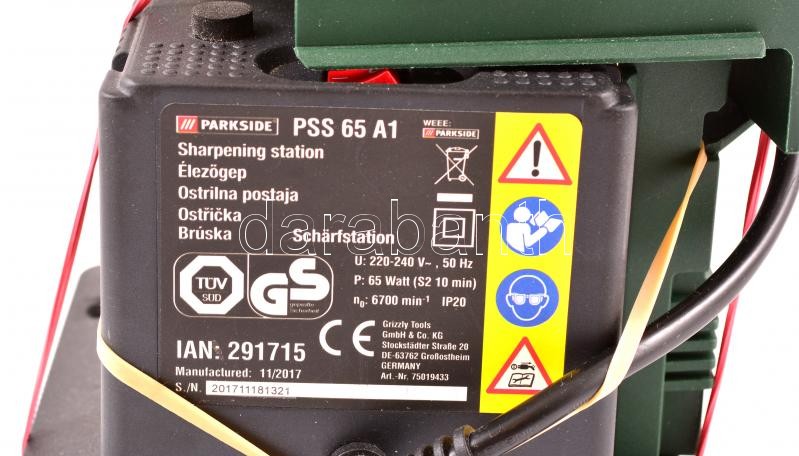 /// PARKSIDE PSS 65 A1
WEEE:
/// PARKSIDE
Sharpening station
Élezőgép
Ostrilna postaja
Ostřička
Brúska
Schärfstation
darabanth
U: 220-240 V~ , 50 Hz
P: 65 Watt (S2 10 min)
n₀: 6700 min⁻¹ IP20
TÜV
SÜD
GS
geprüfte
Sicherheit
CE
IAN: 291715
Manufactured: 11/2017
S./N. 201711181321
Grizzly Tools
GmbH & Co. KG
Stockstädter Straße 20
DE-63762 Großostheim
GERMANY
Art.-Nr. 75019433